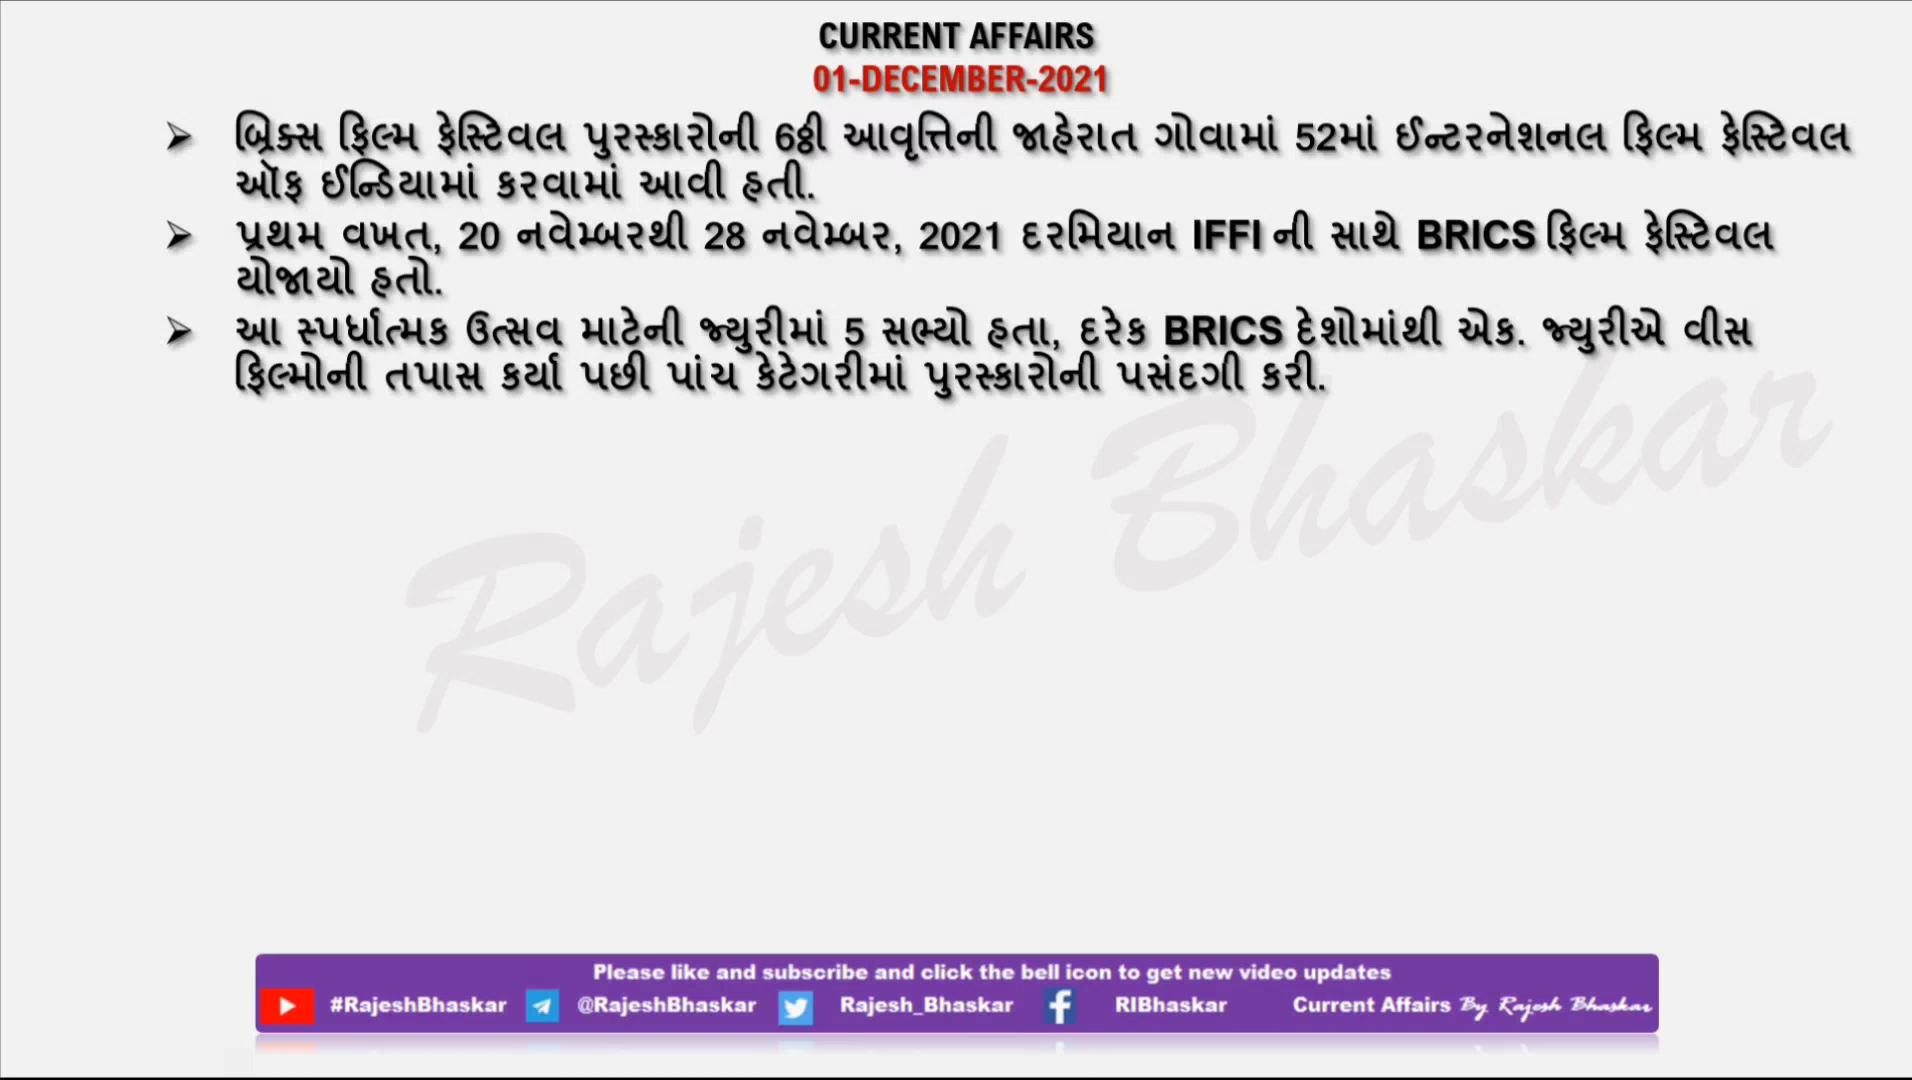 CURRENT AFFAIRS
01-DECEMBER-2021
➢ બ્રિક્સ ફિલ્મ ફેસ્ટિવલ પુરસ્કારોની 6ઠ્ઠી આવૃત્તિની જાહેરાત ગોવામાં 52માં ઈન્ટરનેશનલ ફિલ્મ ફેસ્ટિવલ
ઑફ ઈન્ડિયામાં કરવામાં આવી હતી.
➢ પ્રથમ વખત, 20 નવેમ્બરથી 28 નવેમ્બર, 2021 દરમિયાન IFFI ની સાથે BRICS ફિલ્મ ફેસ્ટિવલ
યોજાયો હતો.
➢ આ સ્પર્ધાત્મક ઉત્સવ માટેની જ્યુરીમાં 5 સભ્યો હતા, દરેક BRICS દેશોમાંથી એક. જ્યુરીએ વીસ
ફિલ્મોની તપાસ કર્યા પછી પાંચ કેટેગરીમાં પુરસ્કારોની પસંદગી કરી.
Rajesh Bhaskar
Please like and subscribe and click the bell icon to get new video updates
#RajeshBhaskar @RajeshBhaskar Rajesh_Bhaskar RIBhaskar Current Affairs By Rajesh Bhaskar